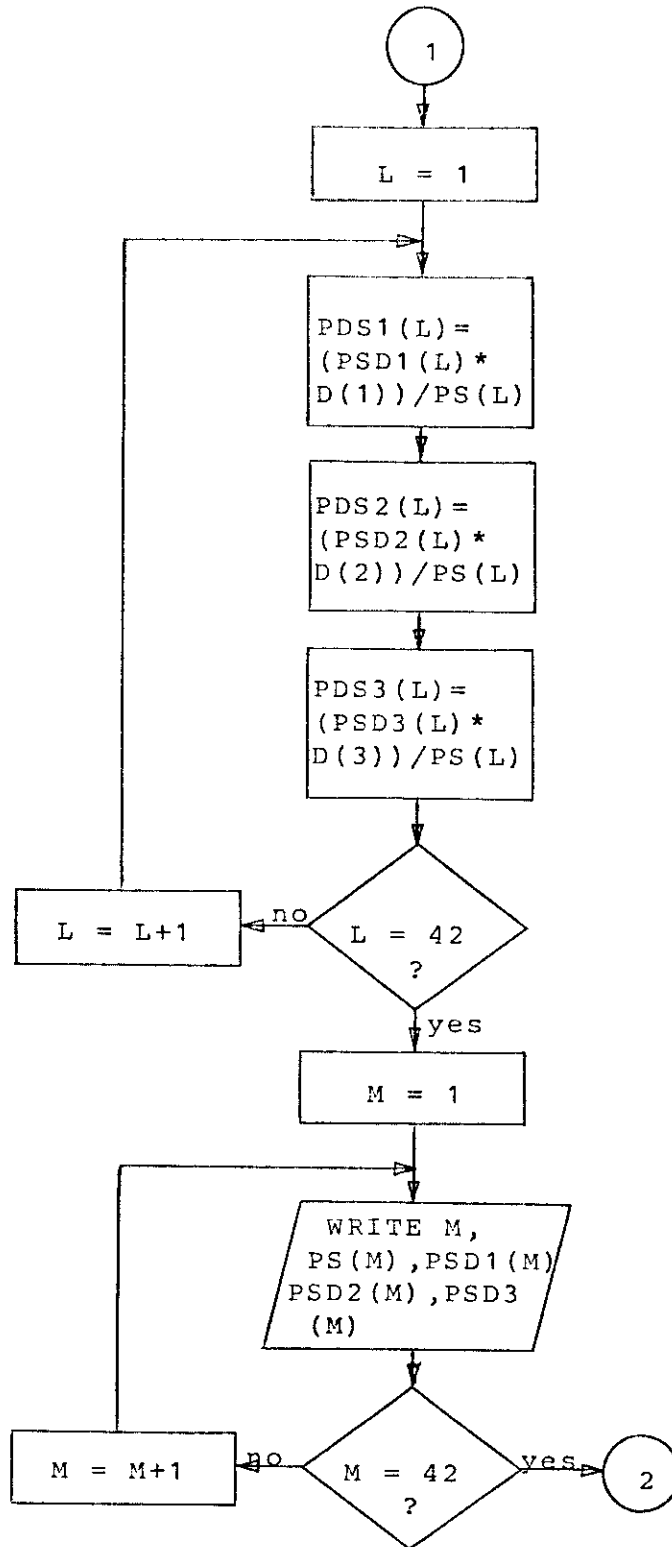 1
L = 1
PDS1(L)=
(PSD1(L)*
D(1))/PS(L)
PDS2(L)=
(PSD2(L)*
D(2))/PS(L)
PDS3(L)=
(PSD3(L)*
D(3))/PS(L)
L = L+1
no
L = 42
?
yes
M = 1
WRITE M,
PS(M),PSD1(M)
PSD2(M),PSD3
(M)
M = M+1
no
M = 42
?
yes
2